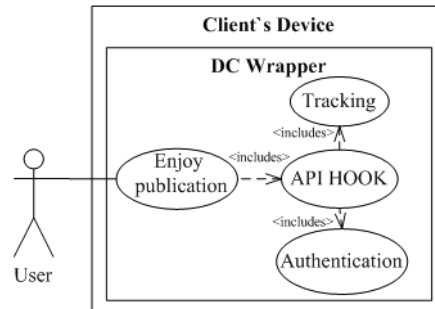 Client`s Device
DC Wrapper
Tracking
<includes>
Enjoy
publication
<includes>
API HOOK
<includes>
Authentication
User